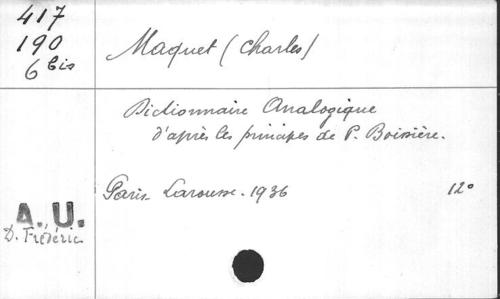 417
190
6 bis
Maquet (Charles)
Dictionnaire Analogique
d'après les principes de P. Boissière.
Paris Larousse. 1936 12°
A. U.
D. Frédéric